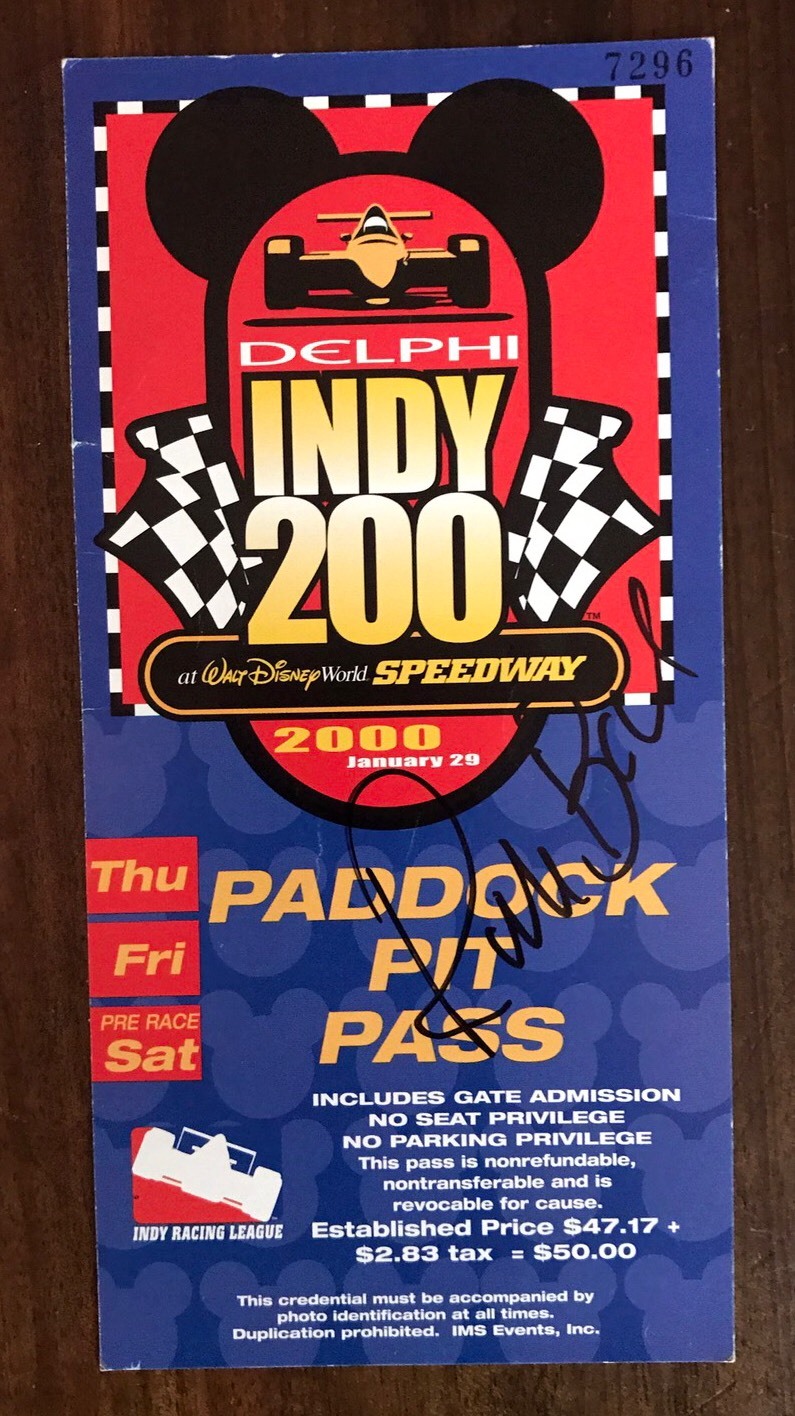 7296
DELPHI
INDY
200
TM
at Walt Disney World SPEEDWAY
2000
January 29
Thu
Fri
PRE RACE
Sat
PADDOCK
PIT
PASS
INCLUDES GATE ADMISSION
NO SEAT PRIVILEGE
NO PARKING PRIVILEGE
This pass is nonrefundable,
nontransferable and is
revocable for cause.
Established Price $47.17 +
$2.83 tax = $50.00
INDY RACING LEAGUE
This credential must be accompanied by
photo identification at all times.
Duplication prohibited. IMS Events, Inc.